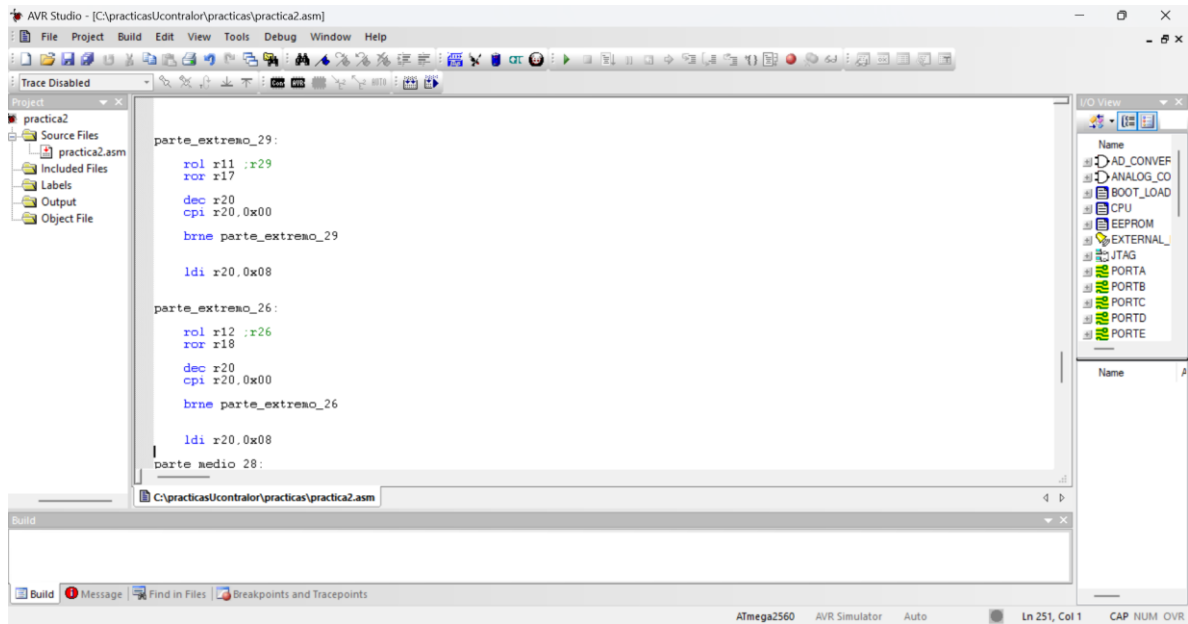 AVR Studio - [C:\practicasUcontralor\practicas\practica2.asm]
File Project Build Edit View Tools Debug Window Help
Trace Disabled
Project
practica2
Source Files
practica2.asm
Included Files
Labels
Output
Object File
parte_extremo_29:
rol r11 ;r29
ror r17
dec r20
cpi r20,0x00
brne parte_extremo_29
ldi r20,0x08
parte_extremo_26:
rol r12 ;r26
ror r18
dec r20
cpi r20,0x00
brne parte_extremo_26
ldi r20,0x08
parte_medio_28:
C:\practicasUcontralor\practicas\practica2.asm
I/O View
Name
AD_CONVER
ANALOG_CO
BOOT_LOAD
CPU
EEPROM
EXTERNAL_
JTAG
PORTA
PORTB
PORTC
PORTD
PORTE
Name
Build
Build Message Find in Files Breakpoints and Tracepoints
ATmega2560 AVR Simulator Auto Ln 251, Col 1 CAP NUM OVR